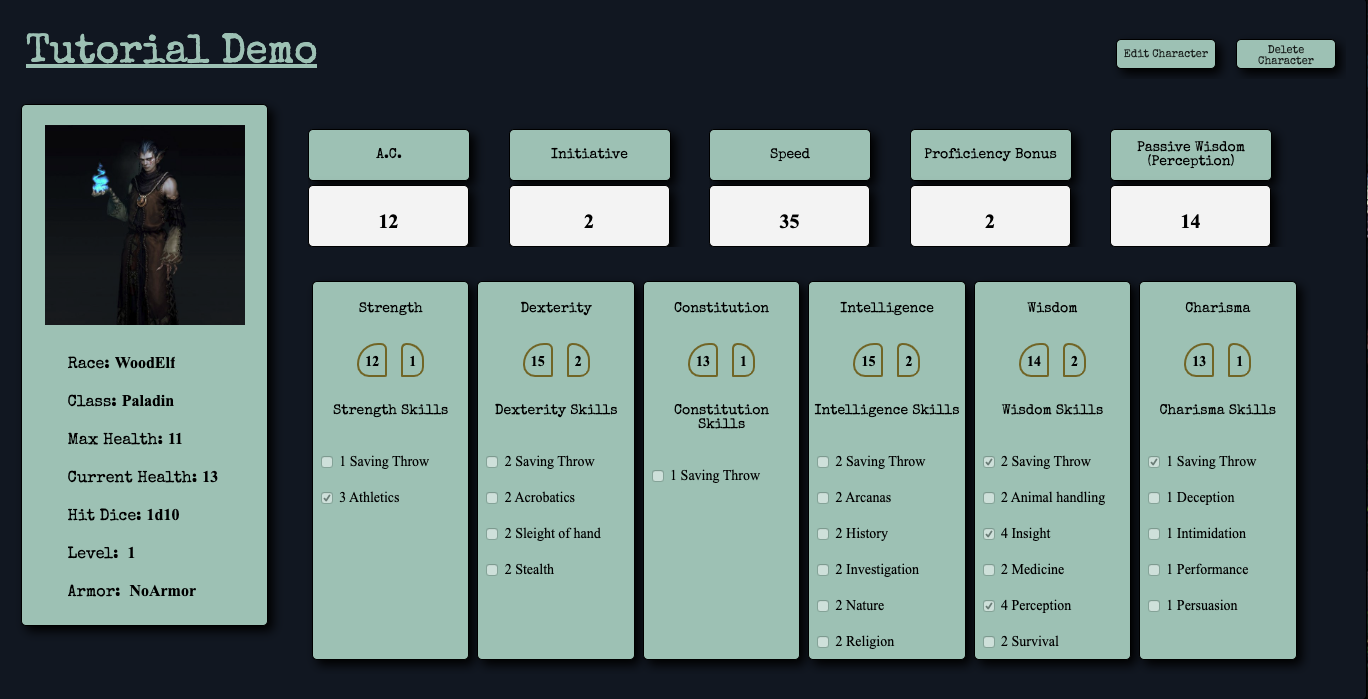 Tutorial Demo
Edit Character
Delete
Character
Race: WoodElf
Class: Paladin
Max Health: 11
Current Health: 13
Hit Dice: 1d10
Level: 1
Armor: NoArmor
A.C.
12
Initiative
2
Speed
35
Proficiency Bonus
2
Passive Wisdom
(Perception)
14
Strength
12 1
Strength Skills
1 Saving Throw
3 Athletics
Dexterity
15 2
Dexterity Skills
2 Saving Throw
2 Acrobatics
2 Sleight of hand
2 Stealth
Constitution
13 1
Constitution
Skills
1 Saving Throw
Intelligence
15 2
Intelligence Skills
2 Saving Throw
2 Arcanas
2 History
2 Investigation
2 Nature
2 Religion
Wisdom
14 2
Wisdom Skills
2 Saving Throw
2 Animal handling
4 Insight
2 Medicine
4 Perception
2 Survival
Charisma
13 1
Charisma Skills
1 Saving Throw
1 Deception
1 Intimidation
1 Performance
1 Persuasion